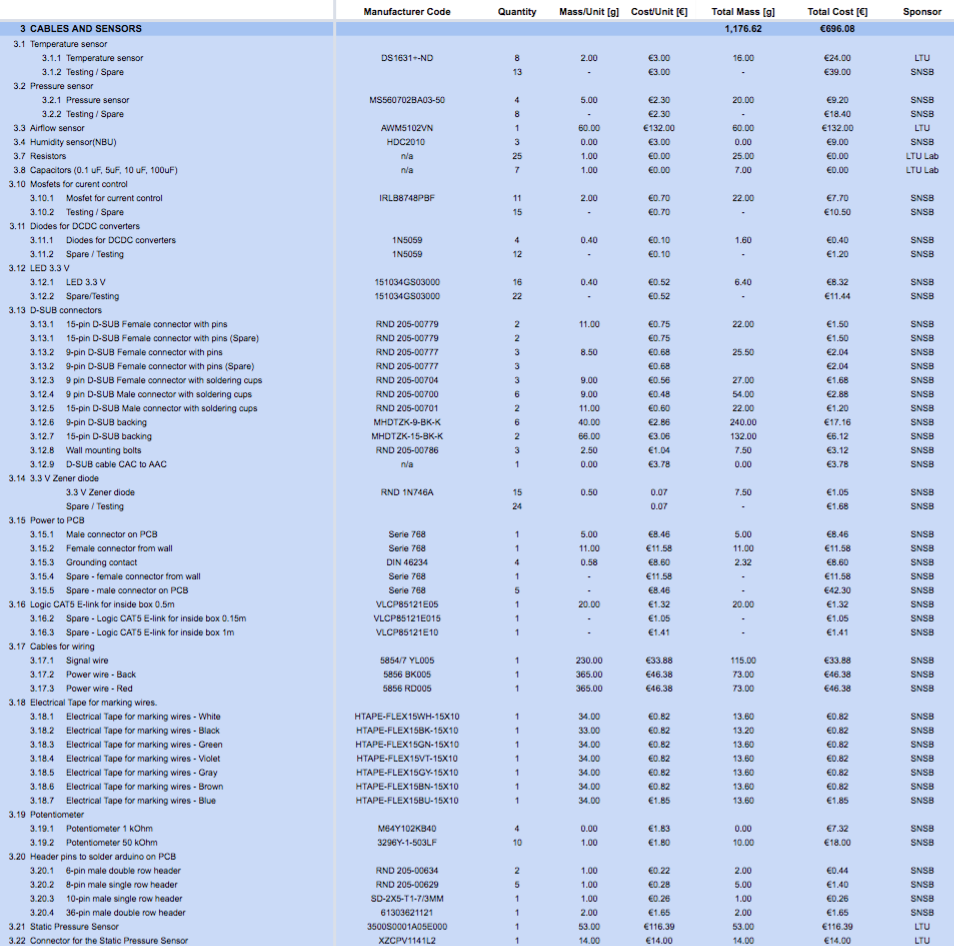 Manufacturer Code Quantity Mass/Unit [g] Cost/Unit [€] Total Mass [g] Total Cost [€] Sponsor
3 CABLES AND SENSORS 1,176.62 €696.08
3.1 Temperature sensor
3.1.1 Temperature sensor DS1631+-ND 8 2.00 €3.00 16.00 €24.00 LTU
3.1.2 Testing / Spare 13 - €3.00 - €39.00 SNSB
3.2 Pressure sensor
3.2.1 Pressure sensor MS560702BA03-50 4 5.00 €2.30 20.00 €9.20 SNSB
3.2.2 Testing / Spare 8 - €2.30 - €18.40 SNSB
3.3 Airflow sensor AWM5102VN 1 60.00 €132.00 60.00 €132.00 LTU
3.4 Humidity sensor(NBU) HDC2010 3 0.00 €3.00 0.00 €9.00 SNSB
3.7 Resistors n/a 25 1.00 €0.00 25.00 €0.00 LTU Lab
3.8 Capacitors (0.1 uF, 5uF, 10 uF, 100uF) n/a 7 1.00 €0.00 7.00 €0.00 LTU Lab
3.10 Mosfets for curent control
3.10.1 Mosfet for current control IRLB8748PBF 11 2.00 €0.70 22.00 €7.70 SNSB
3.10.2 Testing / Spare 15 - €0.70 - €10.50 SNSB
3.11 Diodes for DCDC converters
3.11.1 Diodes for DCDC converters 1N5059 4 0.40 €0.10 1.60 €0.40 SNSB
3.11.2 Spare / Testing 1N5059 12 - €0.10 - €1.20 SNSB
3.12 LED 3.3 V
3.12.1 LED 3.3 V 151034GS03000 16 0.40 €0.52 6.40 €8.32 SNSB
3.12.2 Spare/Testing 151034GS03000 22 - €0.52 - €11.44 SNSB
3.13 D-SUB connectors
3.13.1 15-pin D-SUB Female connector with pins RND 205-00779 2 11.00 €0.75 22.00 €1.50 SNSB
3.13.1 15-pin D-SUB Female connector with pins (Spare) RND 205-00779 2 €0.75 €1.50 SNSB
3.13.2 9-pin D-SUB Female connector with pins RND 205-00777 3 8.50 €0.68 25.50 €2.04 SNSB
3.13.2 9-pin D-SUB Female connector with pins (Spare) RND 205-00777 3 €0.68 €2.04 SNSB
3.12.3 9 pin D-SUB Female connector with soldering cups RND 205-00704 3 9.00 €0.56 27.00 €1.68 SNSB
3.12.4 9 pin D-SUB Male connector with soldering cups RND 205-00700 6 9.00 €0.48 54.00 €2.88 SNSB
3.12.5 15-pin D-SUB Male connector with soldering cups RND 205-00701 2 11.00 €0.60 22.00 €1.20 SNSB
3.12.6 9-pin D-SUB backing MHDTZK-9-BK-K 6 40.00 €2.86 240.00 €17.16 SNSB
3.12.7 15-pin D-SUB backing MHDTZK-15-BK-K 2 66.00 €3.06 132.00 €6.12 SNSB
3.12.8 Wall mounting bolts RND 205-00786 3 2.50 €1.04 7.50 €3.12 SNSB
3.12.9 D-SUB cable CAC to AAC n/a 1 0.00 €3.78 0.00 €3.78 SNSB
3.14 3.3 V Zener diode
3.3 V Zener diode RND 1N746A 15 0.50 0.07 7.50 €1.05 SNSB
Spare / Testing 24 0.07 - €1.68 SNSB
3.15 Power to PCB
3.15.1 Male connector on PCB Serie 768 1 5.00 €8.46 5.00 €8.46 SNSB
3.15.2 Female connector from wall Serie 768 1 11.00 €11.58 11.00 €11.58 SNSB
3.15.3 Grounding contact DIN 46234 4 0.58 €8.60 2.32 €8.60 SNSB
3.15.4 Spare - female connector from wall Serie 768 1 - €11.58 - €11.58 SNSB
3.15.5 Spare - male connector on PCB Serie 768 5 - €8.46 - €42.30 SNSB
3.16 Logic CAT5 E-link for inside box 0.5m VLCP85121E05 1 20.00 €1.32 20.00 €1.32 SNSB
3.16.2 Spare - Logic CAT5 E-link for inside box 0.15m VLCP85121E015 1 - €1.05 - €1.05 SNSB
3.16.3 Spare - Logic CAT5 E-link for inside box 1m VLCP85121E10 1 - €1.41 - €1.41 SNSB
3.17 Cables for wiring
3.17.1 Signal wire 5854/7 YL005 1 230.00 €33.88 115.00 €33.88 SNSB
3.17.2 Power wire - Back 5856 BK005 1 365.00 €46.38 73.00 €46.38 SNSB
3.17.3 Power wire - Red 5856 RD005 1 365.00 €46.38 73.00 €46.38 SNSB
3.18 Electrical Tape for marking wires.
3.18.1 Electrical Tape for marking wires - White HTAPE-FLEX15WH-15X10 1 34.00 €0.82 13.60 €0.82 SNSB
3.18.2 Electrical Tape for marking wires - Black HTAPE-FLEX15BK-15X10 1 33.00 €0.82 13.20 €0.82 SNSB
3.18.3 Electrical Tape for marking wires - Green HTAPE-FLEX15GN-15X10 1 34.00 €0.82 13.60 €0.82 SNSB
3.18.4 Electrical Tape for marking wires - Violet HTAPE-FLEX15VT-15X10 1 34.00 €0.82 13.60 €0.82 SNSB
3.18.5 Electrical Tape for marking wires - Gray HTAPE-FLEX15GY-15X10 1 34.00 €0.82 13.60 €0.82 SNSB
3.18.6 Electrical Tape for marking wires - Brown HTAPE-FLEX15BN-15X10 1 34.00 €0.82 13.60 €0.82 SNSB
3.18.7 Electrical Tape for marking wires - Blue HTAPE-FLEX15BU-15X10 1 34.00 €1.85 13.60 €1.85 SNSB
3.19 Potentiometer
3.19.1 Potentiometer 1 kOhm M64Y102KB40 4 0.00 €1.83 0.00 €7.32 SNSB
3.19.2 Potentiometer 50 kOhm 3296Y-1-503LF 10 1.00 €1.80 10.00 €18.00 SNSB
3.20 Header pins to solder arduino on PCB
3.20.1 6-pin male double row header RND 205-00634 2 1.00 €0.22 2.00 €0.44 SNSB
3.20.2 8-pin male single row header RND 205-00629 5 1.00 €0.28 5.00 €1.40 SNSB
3.20.3 10-pin male single row header SD-2X5-T1-7/3MM 1 1.00 €0.26 1.00 €0.26 SNSB
3.20.4 36-pin male double row header 61303621121 1 2.00 €1.65 2.00 €1.65 SNSB
3.21 Static Pressure Sensor 3500S0001A05E000 1 53.00 €116.39 53.00 €116.39 LTU
3.22 Connector for the Static Pressure Sensor XZCPV1141L2 1 14.00 €14.00 14.00 €14.00 LTU